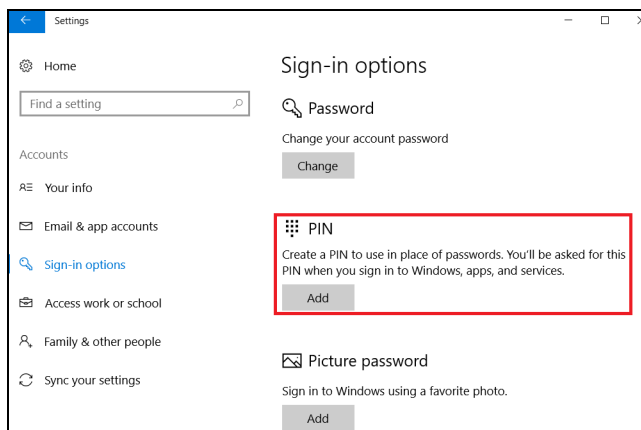 Settings
Home
Find a setting
Accounts
Your info
Email & app accounts
Sign-in options
Access work or school
Family & other people
Sync your settings
Sign-in options
Password
Change your account password
Change
PIN
Create a PIN to use in place of passwords. You'll be asked for this
PIN when you sign in to Windows, apps, and services.
Add
Picture password
Sign in to Windows using a favorite photo.
Add